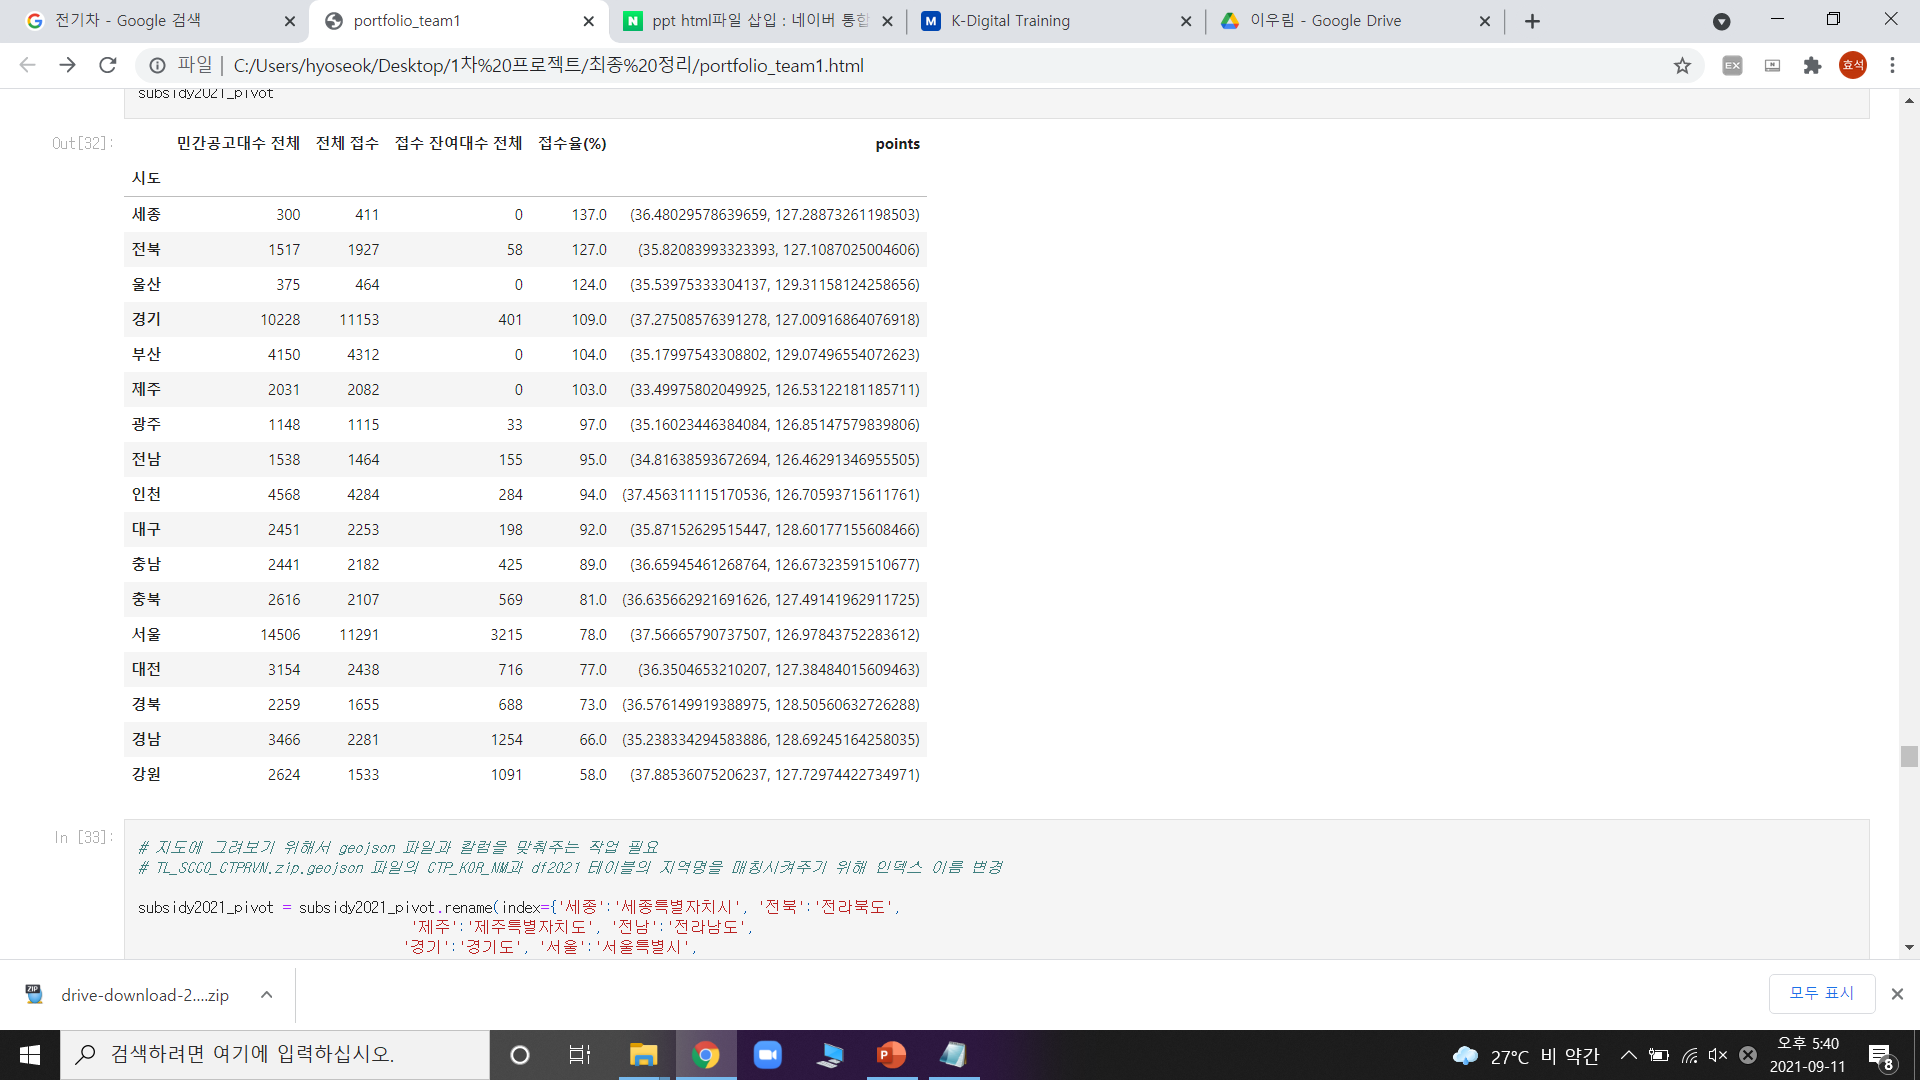 전기차 - Google 검색
portfolio_team1
ppt html파일 삽입 : 네이버 통합
K-Digital Training
이우림 - Google Drive
파일 | C:/Users/hyoseok/Desktop/1차%20프로젝트/최종%20정리/portfolio_team1.html
EX
효석
subsidy2021_pivot
Out[32]:
민간공고대수 전체 전체 접수 접수 잔여대수 전체 접수율(%) points
시도
세종 300 411 0 137.0 (36.48029578639659, 127.28873261198503)
전북 1517 1927 58 127.0 (35.82083993323393, 127.1087025004606)
울산 375 464 0 124.0 (35.53975333304137, 129.31158124258656)
경기 10228 11153 401 109.0 (37.27508576391278, 127.00916864076918)
부산 4150 4312 0 104.0 (35.17997543308802, 129.07496554072623)
제주 2031 2082 0 103.0 (33.49975802049925, 126.53122181185711)
광주 1148 1115 33 97.0 (35.16023446384084, 126.85147579839806)
전남 1538 1464 155 95.0 (34.81638593672694, 126.46291346955505)
인천 4568 4284 284 94.0 (37.456311115170536, 126.70593715611761)
대구 2451 2253 198 92.0 (35.87152629515447, 128.60177155608466)
충남 2441 2182 425 89.0 (36.65945461268764, 126.67323591510677)
충북 2616 2107 569 81.0 (36.635662921691626, 127.49141962911725)
서울 14506 11291 3215 78.0 (37.56665790737507, 126.97843752283612)
대전 3154 2438 716 77.0 (36.3504653210207, 127.38484015609463)
경북 2259 1655 688 73.0 (36.576149919388975, 128.50560632726288)
경남 3466 2281 1254 66.0 (35.238334294583886, 128.69245164258035)
강원 2624 1533 1091 58.0 (37.88536075206237, 127.72974422734971)
In [33]:
# 지도에 그려보기 위해서 geojson 파일과 칼럼을 맞춰주는 작업 필요
# TL_SCCO_CTPRVN.zip.geojson 파일의 CTP_KOR_NM과 df2021 테이블의 지역명을 매칭시켜주기 위해 인덱스 이름 변경
subsidy2021_pivot = subsidy2021_pivot.rename(index={'세종':'세종특별자치시', '전북':'전라북도',
'제주':'제주특별자치도', '전남':'전라남도',
'경기':'경기도', '서울':'서울특별시',
drive-download-2....zip
모두 표시
검색하려면 여기에 입력하십시오.
27°C 비 약간
오후 5:40
2021-09-11
8